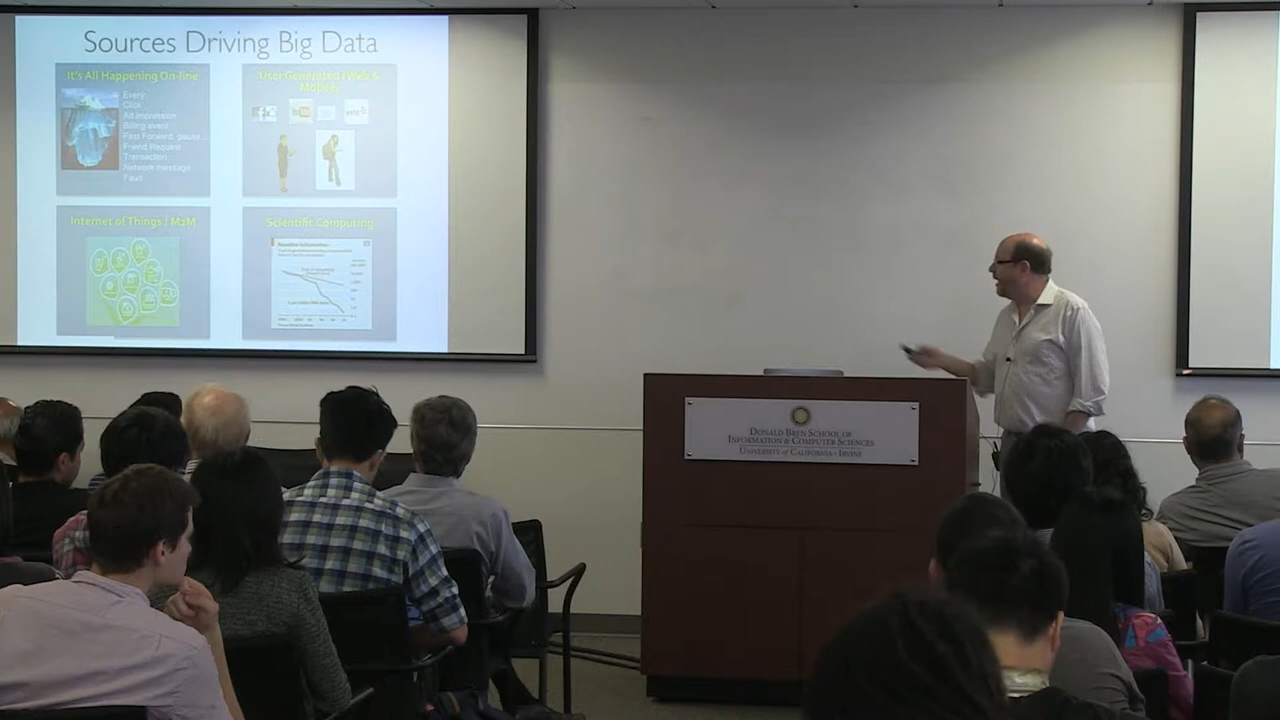 Sources Driving Big Data
It's All Happening On-line
Every:
Click
Ad impression
Billing event
Fast Forward, pause,...
Friend Request
Transaction
Network message
Fault
User Generated (Web &
Mobile)
Internet of Things / M2M
Scientific Computing
DONALD BREN SCHOOL OF
INFORMATION & COMPUTER SCIENCES
UNIVERSITY of CALIFORNIA · IRVINE